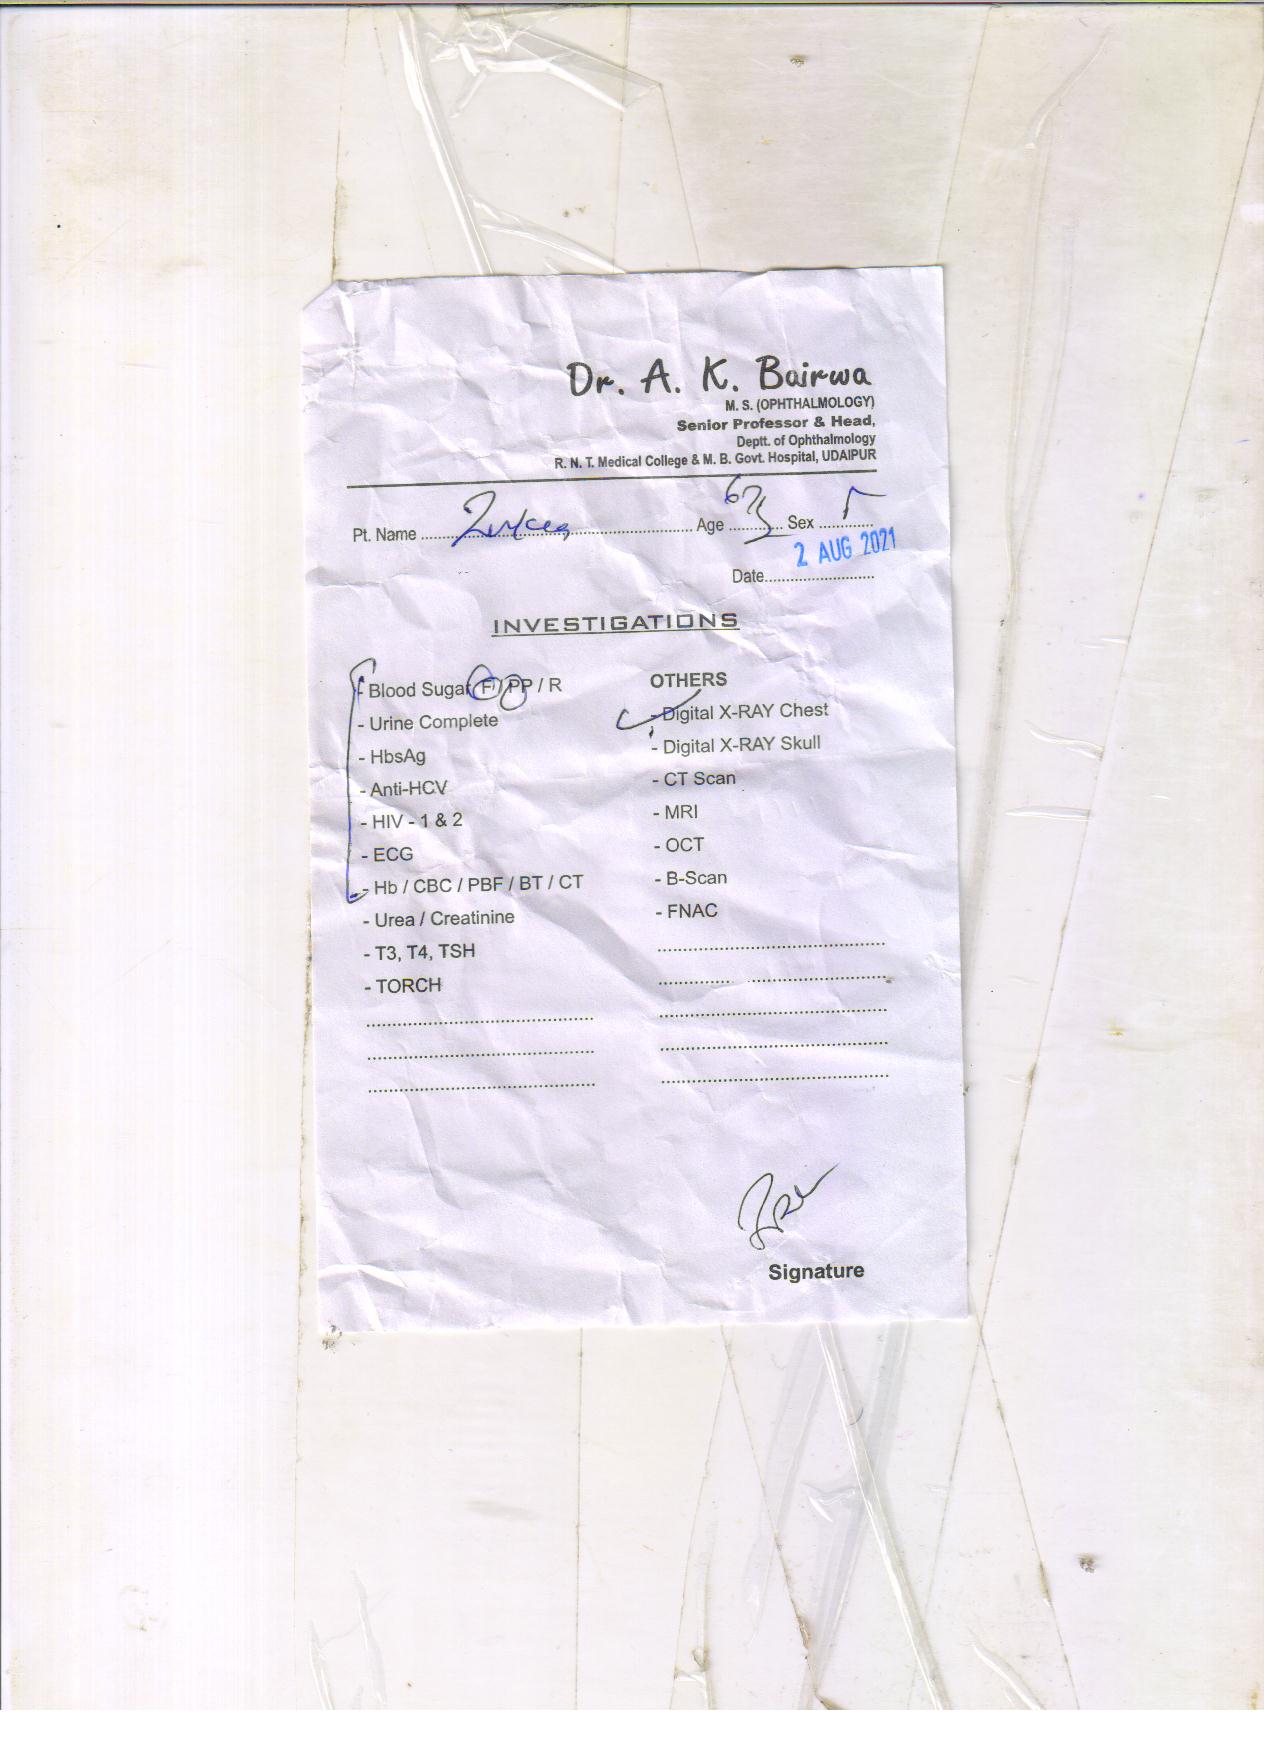 Dr. A. K. Bairwa
M. S. (OPHTHALMOLOGY)
Senior Professor & Head,
Deptt. of Ophthalmology
R. N. T. Medical College & M. B. Govt. Hospital, UDAIPUR
Pt. Name .................... Age .......... Sex ..........
2 AUG 2021
Date..........................
INVESTIGATIONS
- Blood Sugar F / PP / R
- Urine Complete
- HbsAg
- Anti-HCV
- HIV - 1 & 2
- ECG
- Hb / CBC / PBF / BT / CT
- Urea / Creatinine
- T3, T4, TSH
- TORCH
OTHERS
- Digital X-RAY Chest
- Digital X-RAY Skull
- CT Scan
- MRI
- OCT
- B-Scan
- FNAC
Signature